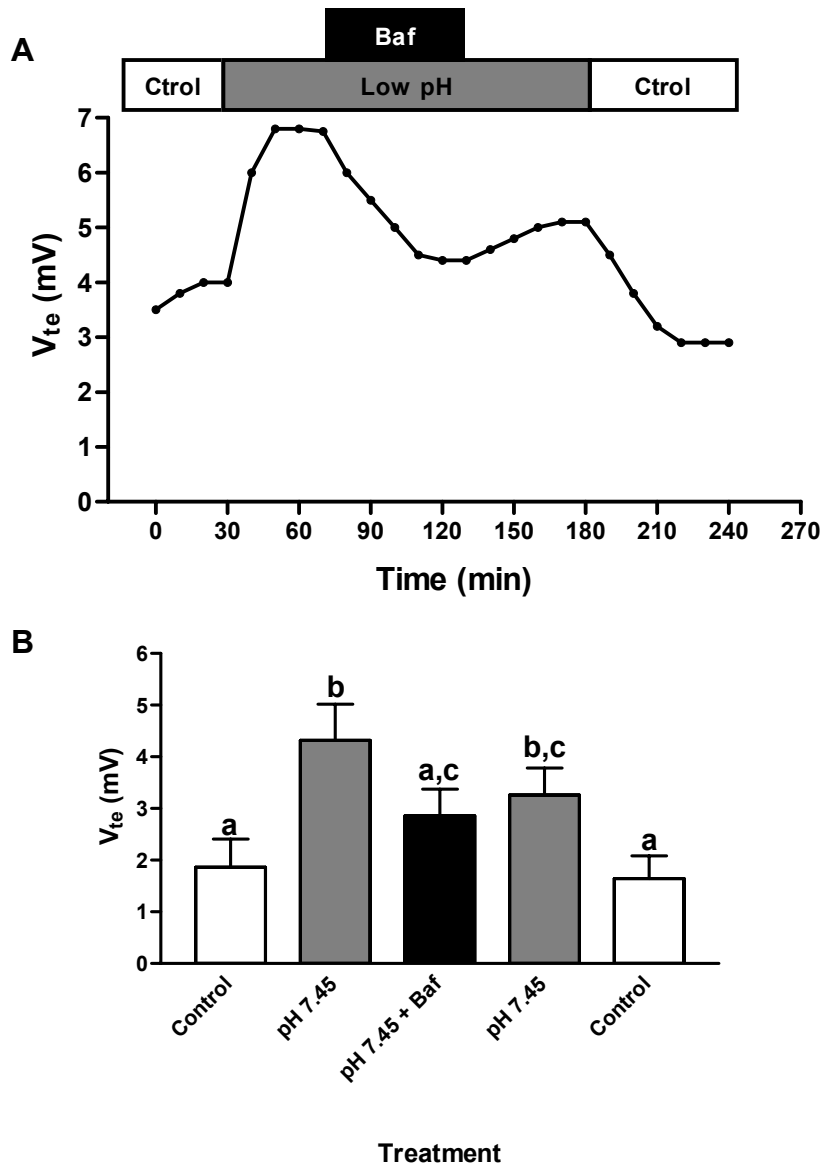 A
Baf
Ctrol Low pH Ctrol
7
6
5
4
3
2
1
0
Vte (mV)
0 30 60 90 120 150 180 210 240 270
Time (min)
B
6
5
4
3
2
1
0
Vte (mV)
a b a,c b,c a
Control pH 7.45 pH 7.45 + Baf pH 7.45 Control
Treatment